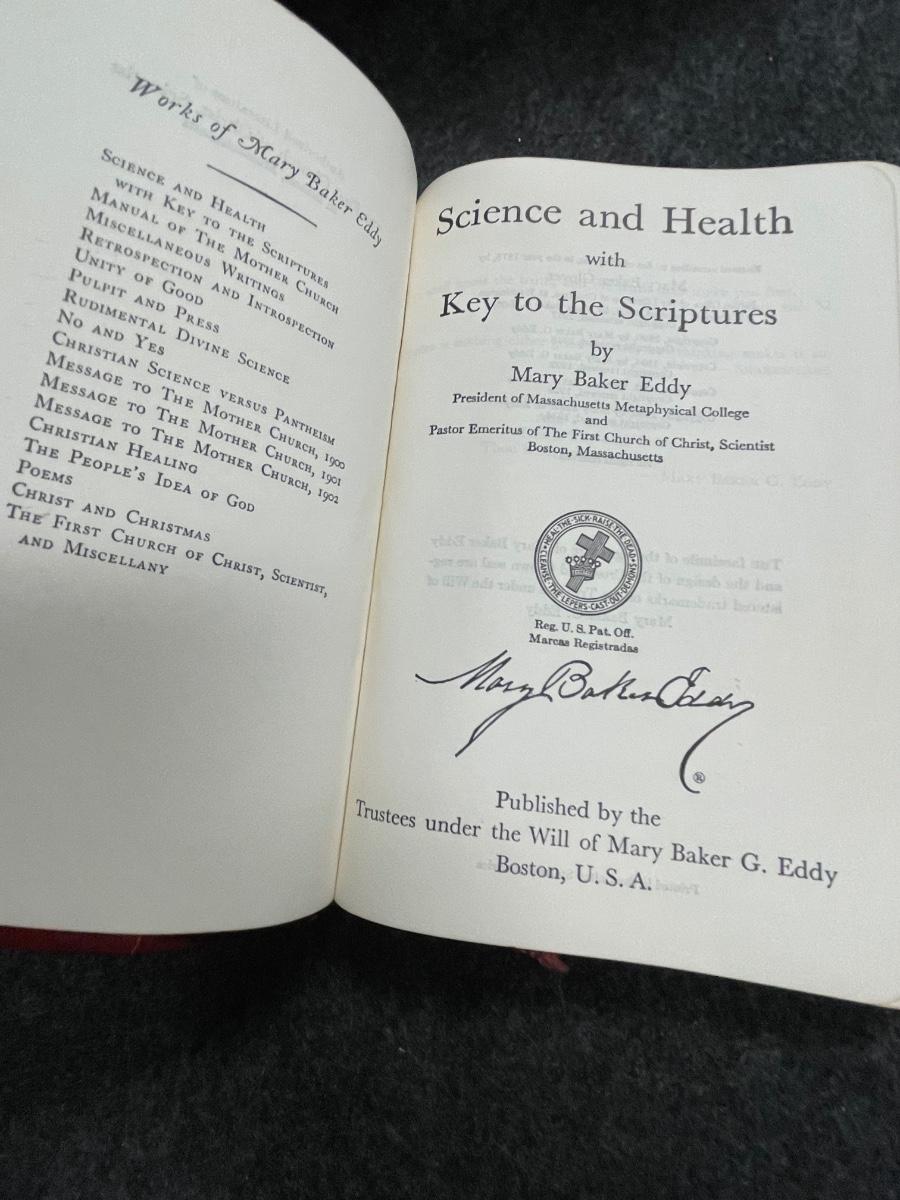 Works of Mary Baker Eddy
Science and Health
with Key to the Scriptures
Manual of The Mother Church
Miscellaneous Writings
Retrospection and Introspection
Unity of Good
Pulpit and Press
Rudimental Divine Science
No and Yes
Christian Science versus Pantheism
Message to The Mother Church, 1900
Message to The Mother Church, 1901
Message to The Mother Church, 1902
Christian Healing
The People's Idea of God
Poems
Christ and Christmas
The First Church of Christ, Scientist,
and Miscellany
Science and Health
with
Key to the Scriptures
by
Mary Baker Eddy
President of Massachusetts Metaphysical College
and
Pastor Emeritus of The First Church of Christ, Scientist
Boston, Massachusetts
HEAL·THE·SICK·RAISE·THE·DEAD·
CLEANSE·THE·LEPERS·CAST·OUT·DEMONS·
Reg. U. S. Pat. Off.
Marcas Registradas
Mary Baker Eddy
®
Published by the
Trustees under the Will of Mary Baker G. Eddy
Boston, U. S. A.